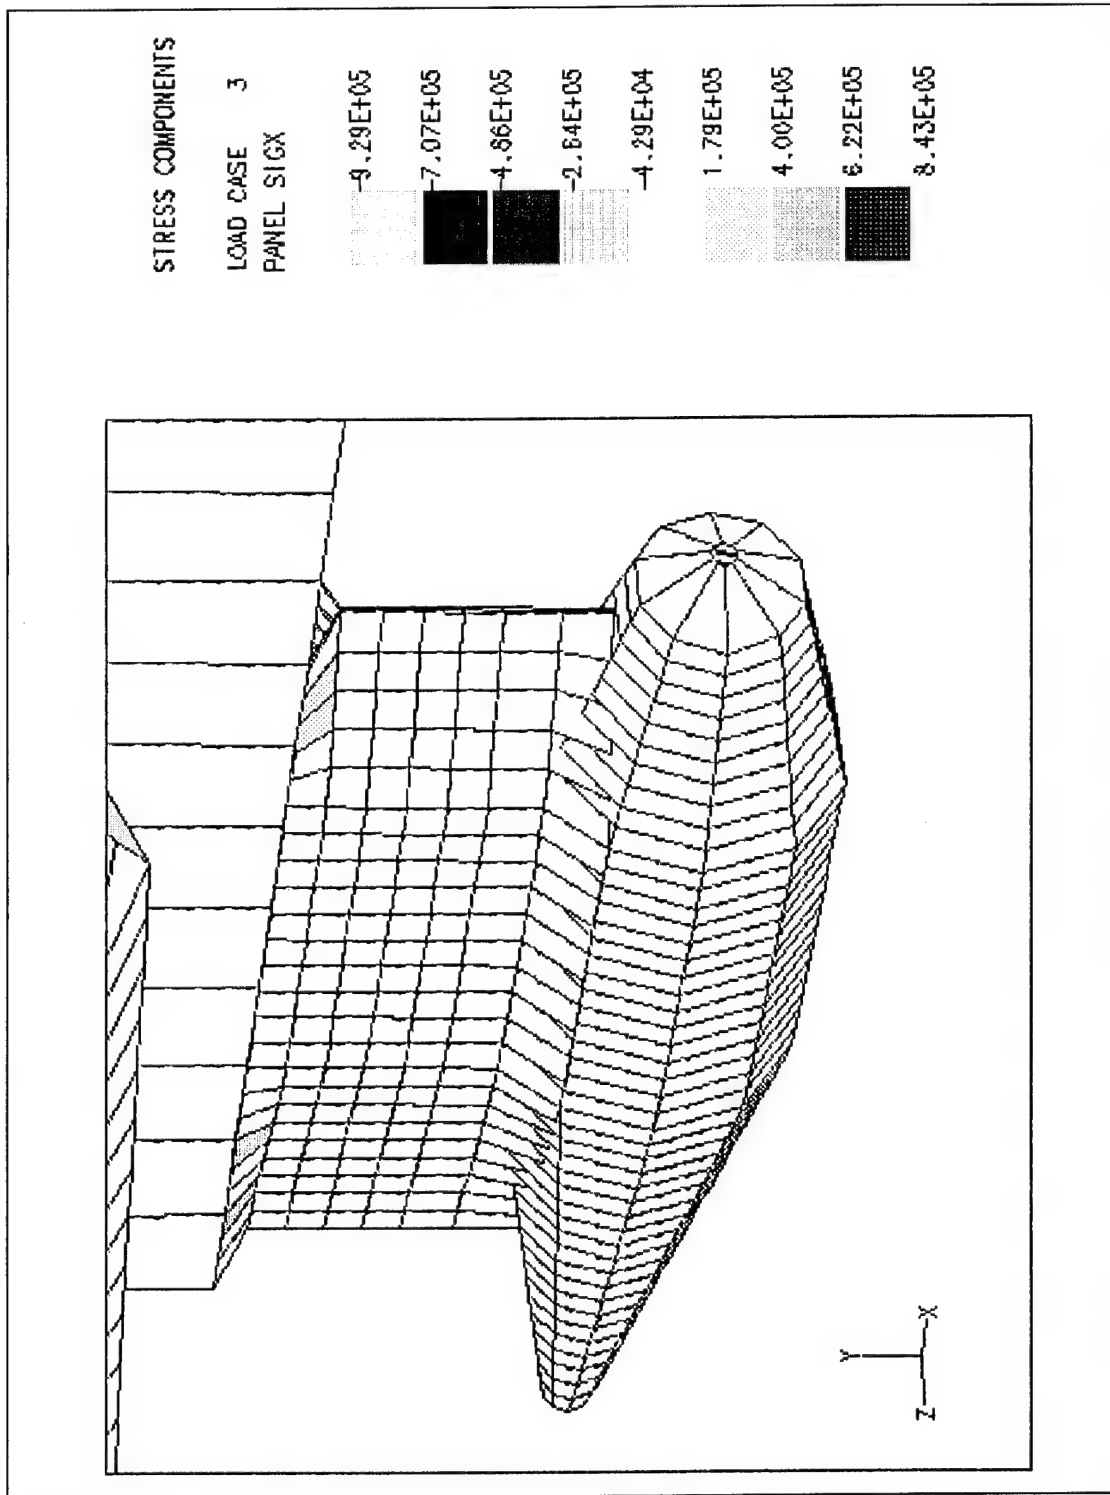 STRESS COMPONENTS
LOAD CASE 3
PANEL SIGX
-9.29E+05
-7.07E+05
-4.86E+05
-2.64E+05
-4.29E+04
1.79E+05
4.00E+05
6.22E+05
8.43E+05
Y
Z
X